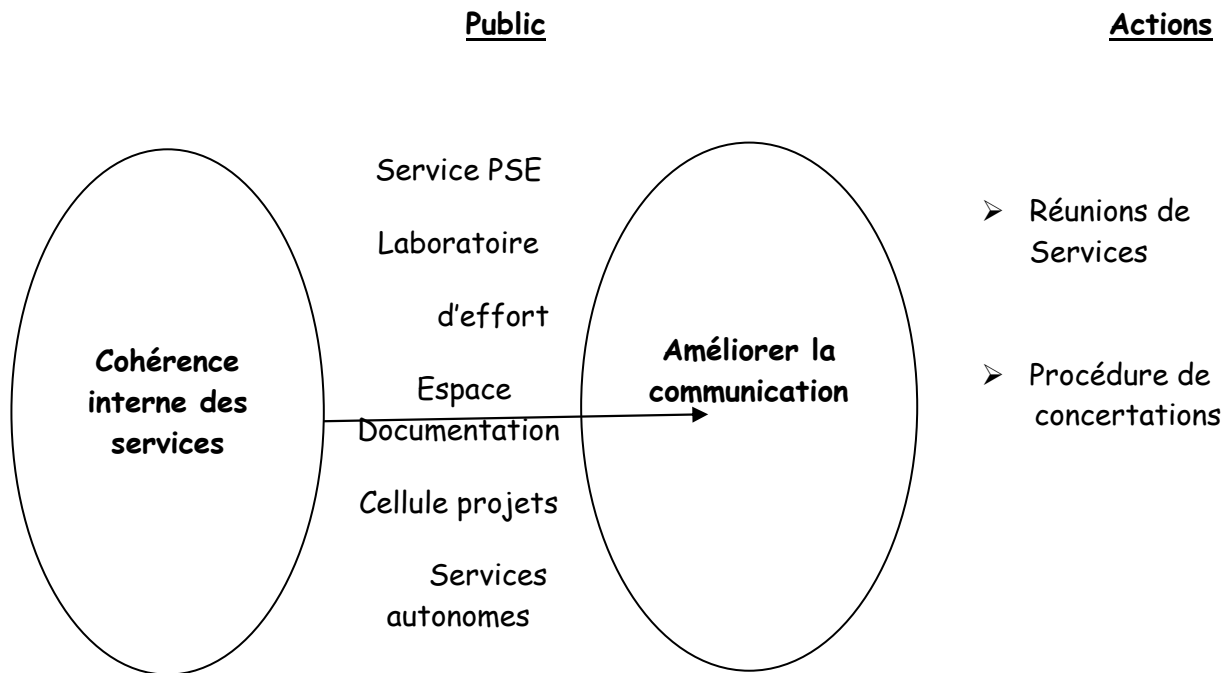 Public
Actions
Cohérence
interne des
services
Service PSE
Laboratoire
d'effort
Espace
Documentation
Cellule projets
Services
autonomes
Améliorer la
communication
➢ Réunions de
Services
➢ Procédure de
concertations